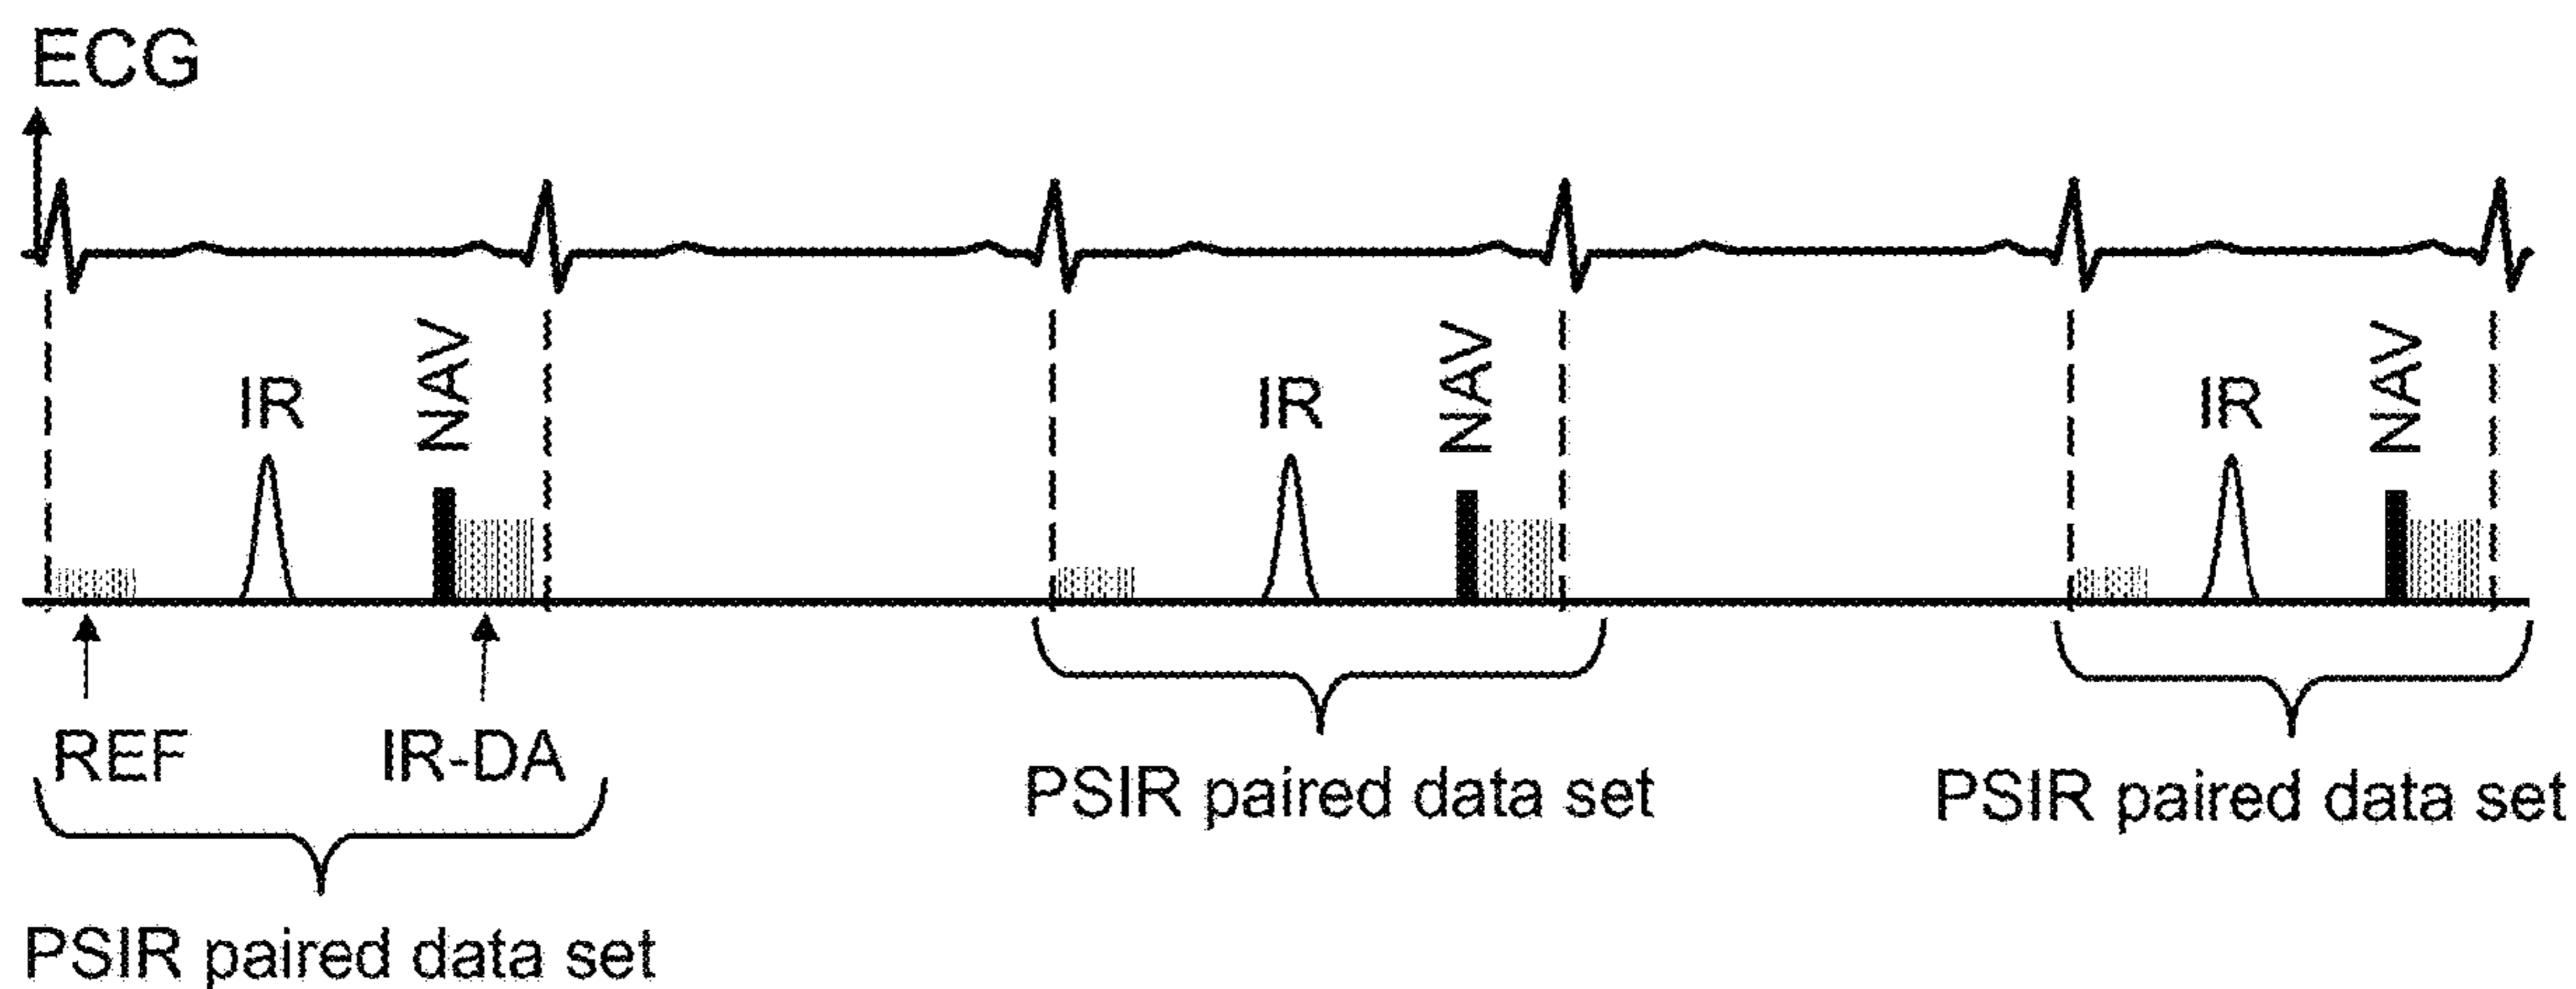 ECG
IR
NAV
IR
NAV
IR
NAV
REF
IR-DA
PSIR paired data set
PSIR paired data set
PSIR paired data set